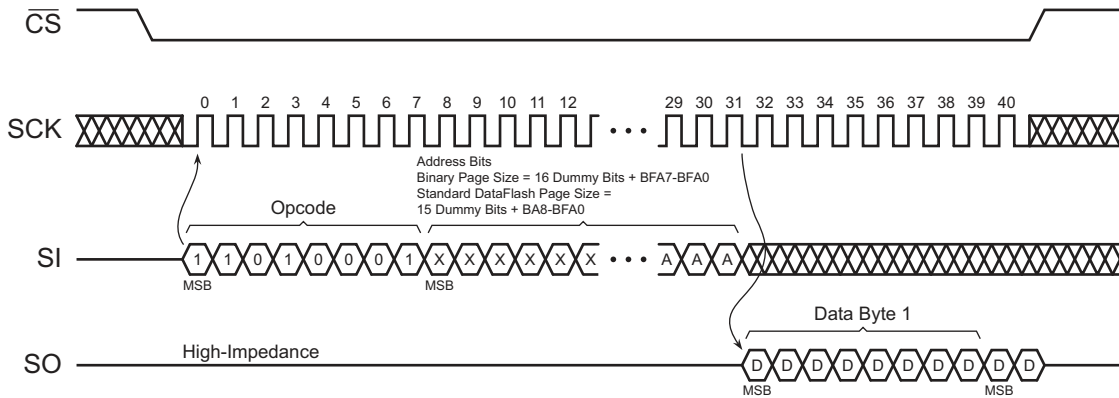 CS
SCK
0 1 2 3 4 5 6 7 8 9 10 11 12 29 30 31 32 33 34 35 36 37 38 39 40
Address Bits
Binary Page Size = 16 Dummy Bits + BFA7-BFA0
Standard DataFlash Page Size =
15 Dummy Bits + BA8-BFA0
Opcode
SI
1 1 0 1 0 0 0 1 X X X X X X A A A
MSB MSB
Data Byte 1
SO
High-Impedance
D D D D D D D D D D
MSB MSB